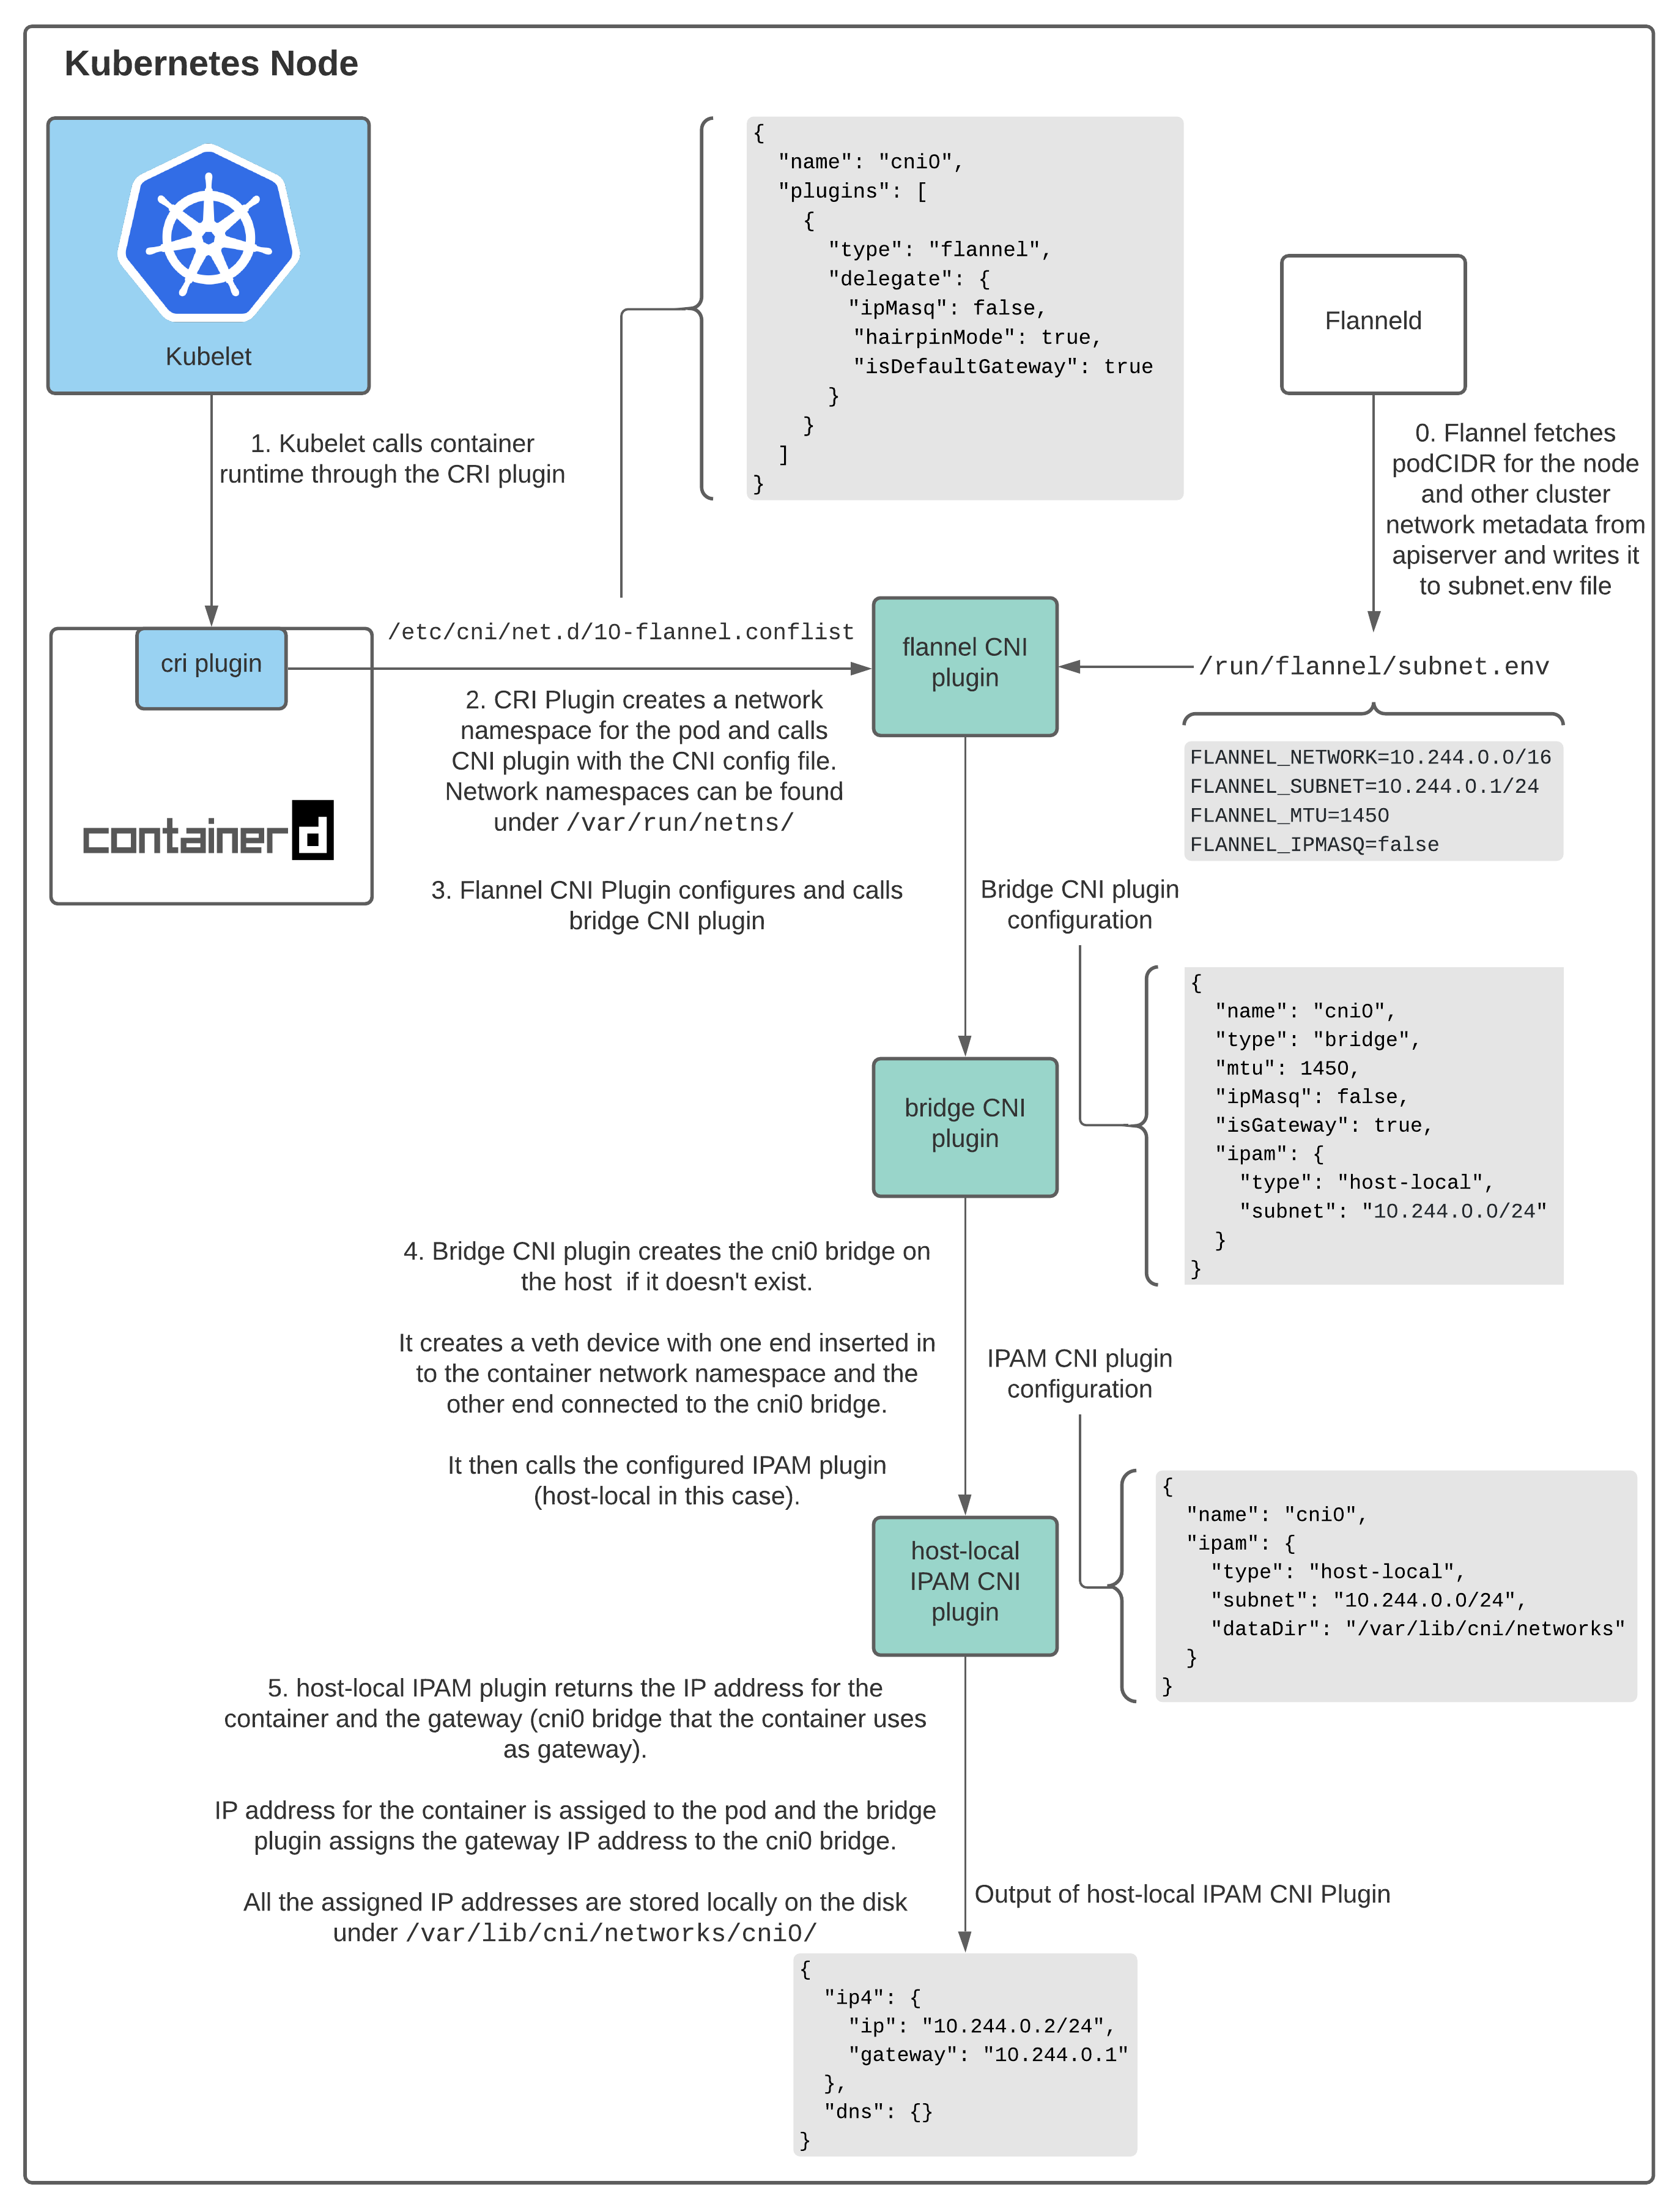 Kubernetes Node
Kubelet
1. Kubelet calls container
runtime through the CRI plugin
{
  "name": "cni0",
  "plugins": [
    {
      "type": "flannel",
      "delegate": {
        "ipMasq": false,
        "hairpinMode": true,
        "isDefaultGateway": true
      }
    }
  ]
}
Flanneld
0. Flannel fetches
podCIDR for the node
and other cluster
network metadata from
apiserver and writes it
to subnet.env file
cri plugin
containerd
/etc/cni/net.d/10-flannel.conflist
2. CRI Plugin creates a network
namespace for the pod and calls
CNI plugin with the CNI config file.
Network namespaces can be found
under /var/run/netns/
flannel CNI
plugin
/run/flannel/subnet.env
FLANNEL_NETWORK=10.244.0.0/16
FLANNEL_SUBNET=10.244.0.1/24
FLANNEL_MTU=1450
FLANNEL_IPMASQ=false
3. Flannel CNI Plugin configures and calls
bridge CNI plugin
Bridge CNI plugin
configuration
{
  "name": "cni0",
  "type": "bridge",
  "mtu": 1450,
  "ipMasq": false,
  "isGateway": true,
  "ipam": {
    "type": "host-local",
    "subnet": "10.244.0.0/24"
  }
}
bridge CNI
plugin
4. Bridge CNI plugin creates the cni0 bridge on
the host  if it doesn't exist.
It creates a veth device with one end inserted in
to the container network namespace and the
other end connected to the cni0 bridge.
It then calls the configured IPAM plugin
(host-local in this case).
IPAM CNI plugin
configuration
{
  "name": "cni0",
  "ipam": {
    "type": "host-local",
    "subnet": "10.244.0.0/24",
    "dataDir": "/var/lib/cni/networks"
  }
}
host-local
IPAM CNI
plugin
5. host-local IPAM plugin returns the IP address for the
container and the gateway (cni0 bridge that the container uses
as gateway).
IP address for the container is assiged to the pod and the bridge
plugin assigns the gateway IP address to the cni0 bridge.
All the assigned IP addresses are stored locally on the disk
under /var/lib/cni/networks/cni0/
Output of host-local IPAM CNI Plugin
{
  "ip4": {
    "ip": "10.244.0.2/24",
    "gateway": "10.244.0.1"
  },
  "dns": {}
}